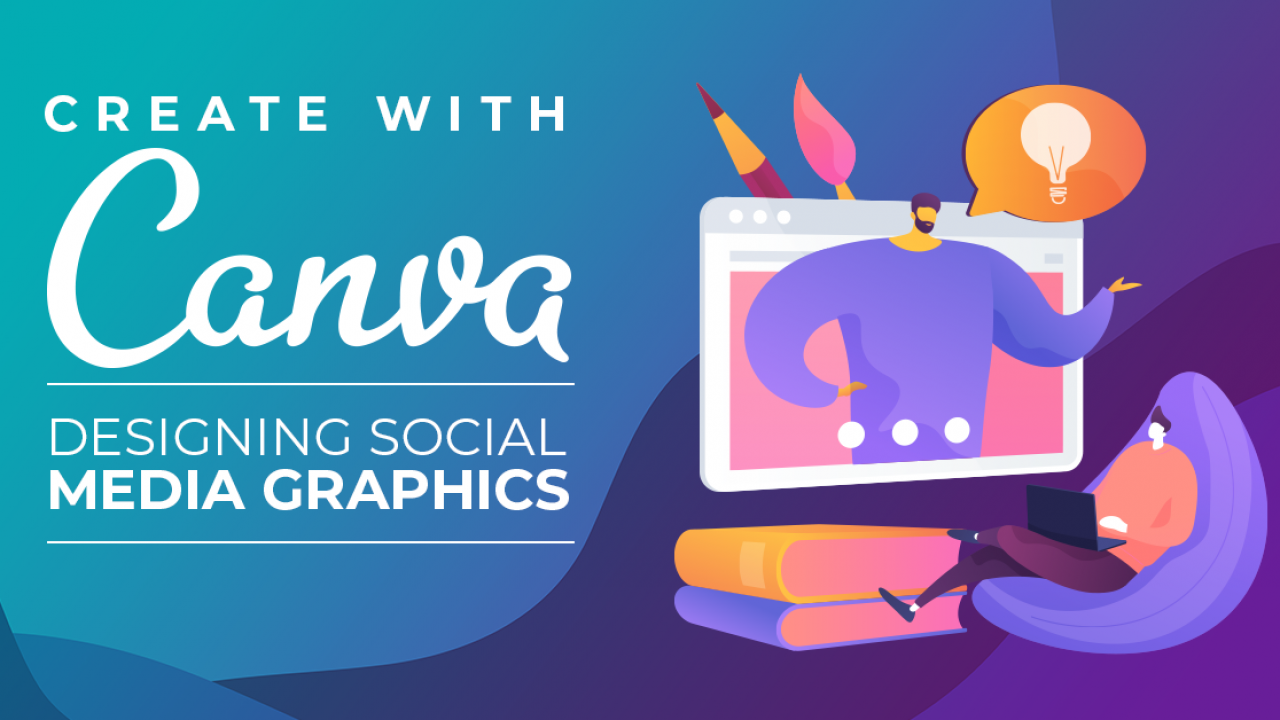 CREATE WITH
Canva
DESIGNING SOCIAL
MEDIA GRAPHICS